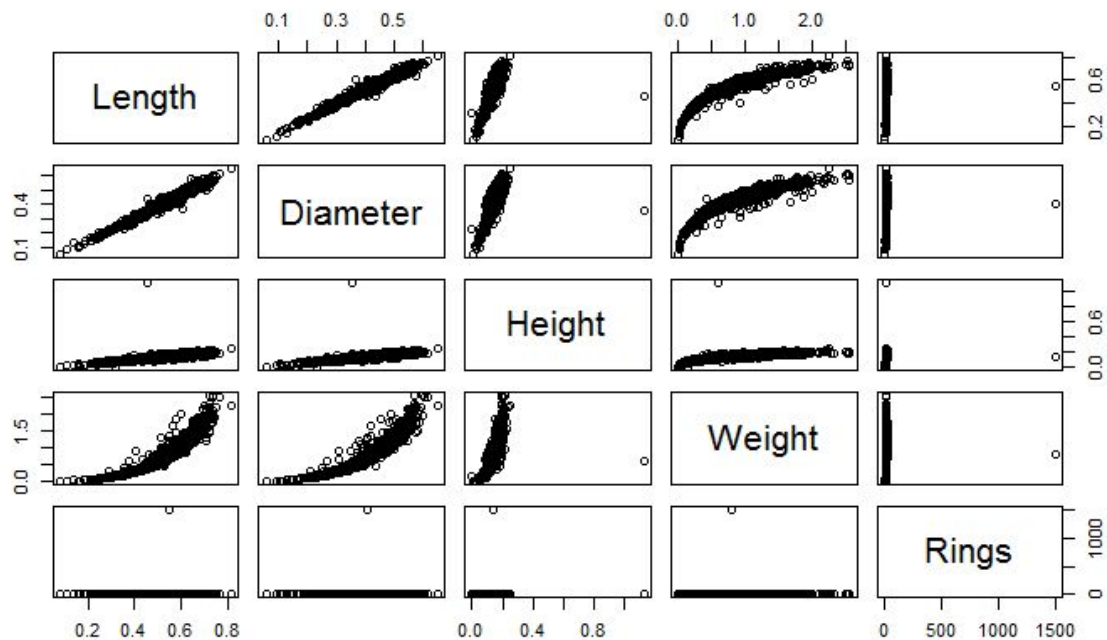 0.1 0.3 0.5 0.0 1.0 2.0
Length 0.2 0.6
0.1 0.4 Diameter
Height 0.0 0.6
0.0 1.5 Weight
Rings 0 1000
0.2 0.4 0.6 0.8 0.0 0.4 0.8 0 500 1000 1500